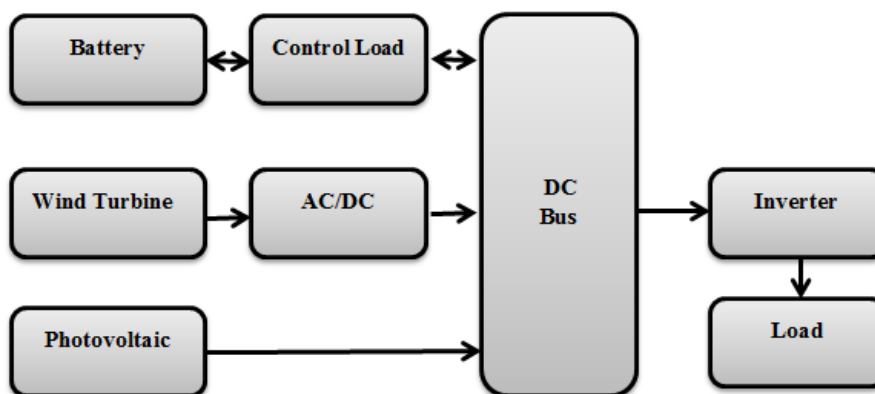 Battery
Control Load
Wind Turbine
AC/DC
DC
Bus
Inverter
Photovoltaic
Load